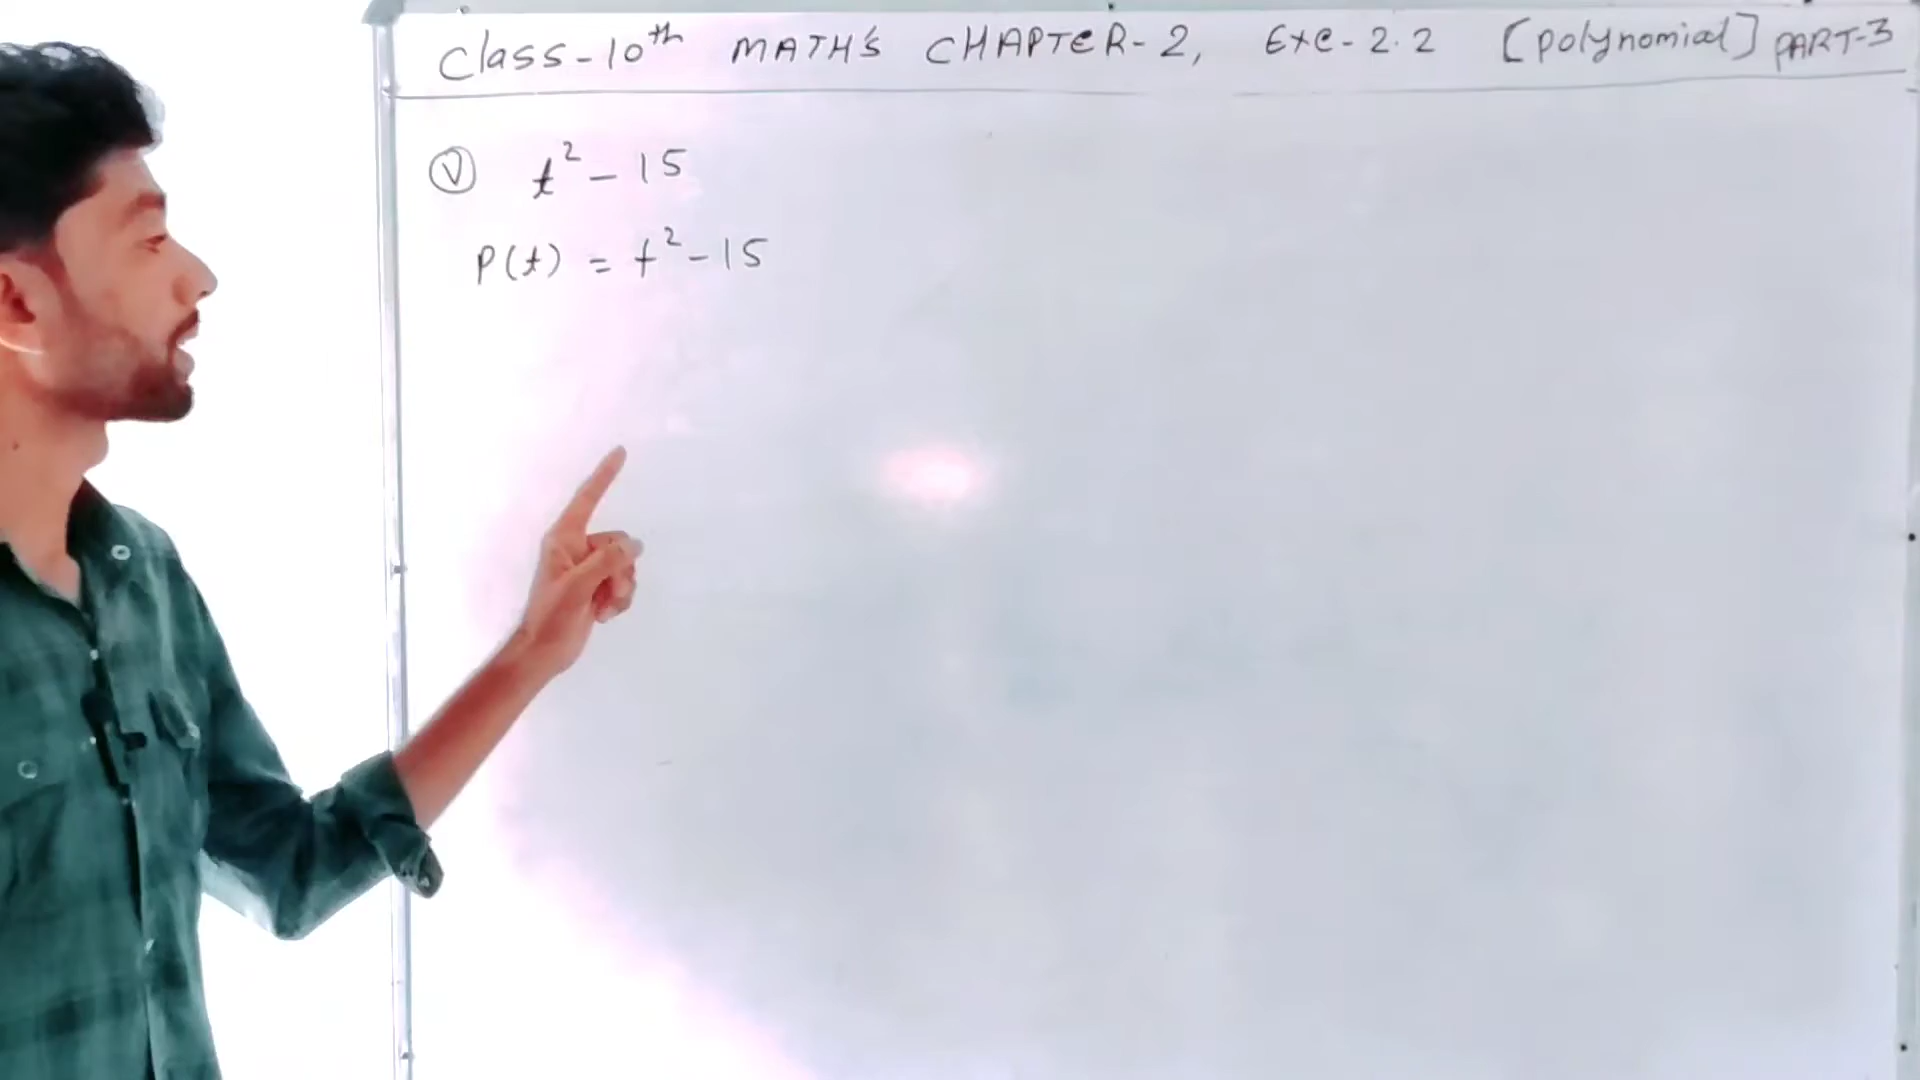 Class-10th MATH'S CHAPTER-2, Exe-2.2 [polynomial] PART-3
(V) t²-15
P(t) = t²-15